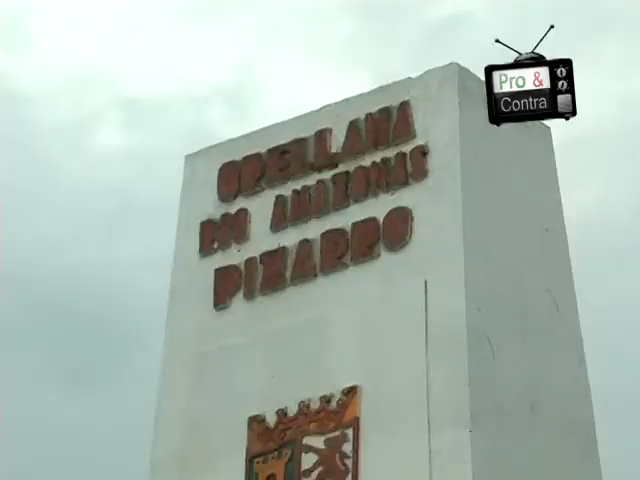 ORELLANA
RIO AMAZONAS
PIZARRO
Pro &
Contra